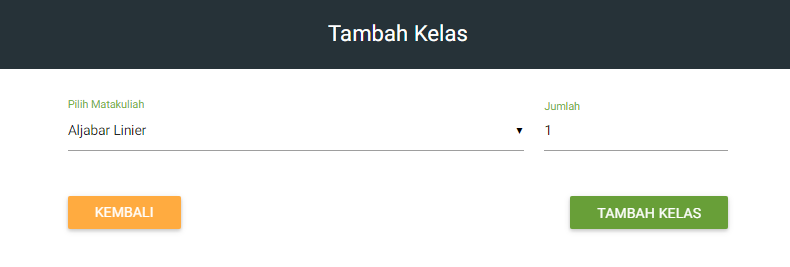 Tambah Kelas
Pilih Matakuliah
Jumlah
Aljabar Linier
1
KEMBALI
TAMBAH KELAS